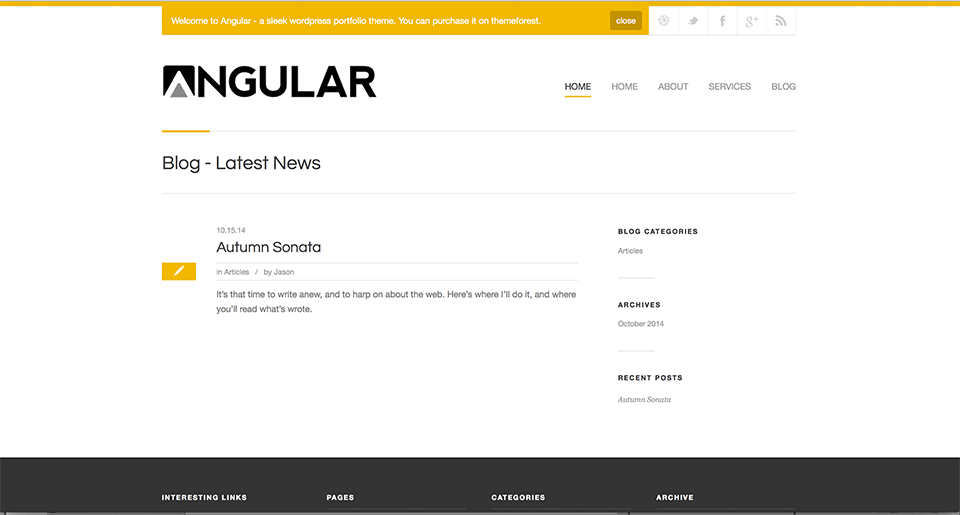 Welcome to Angular - a sleek wordpress portfolio theme. You can purchase it on themeforest.
close
ANGULAR
HOME
HOME
ABOUT
SERVICES
BLOG
Blog - Latest News
10.15.14
Autumn Sonata
in Articles / by Jason
It's that time to write anew, and to harp on about the web. Here's where I'll do it, and where
you'll read what's wrote.
BLOG CATEGORIES
Articles
ARCHIVES
October 2014
RECENT POSTS
Autumn Sonata
INTERESTING LINKS
PAGES
CATEGORIES
ARCHIVE